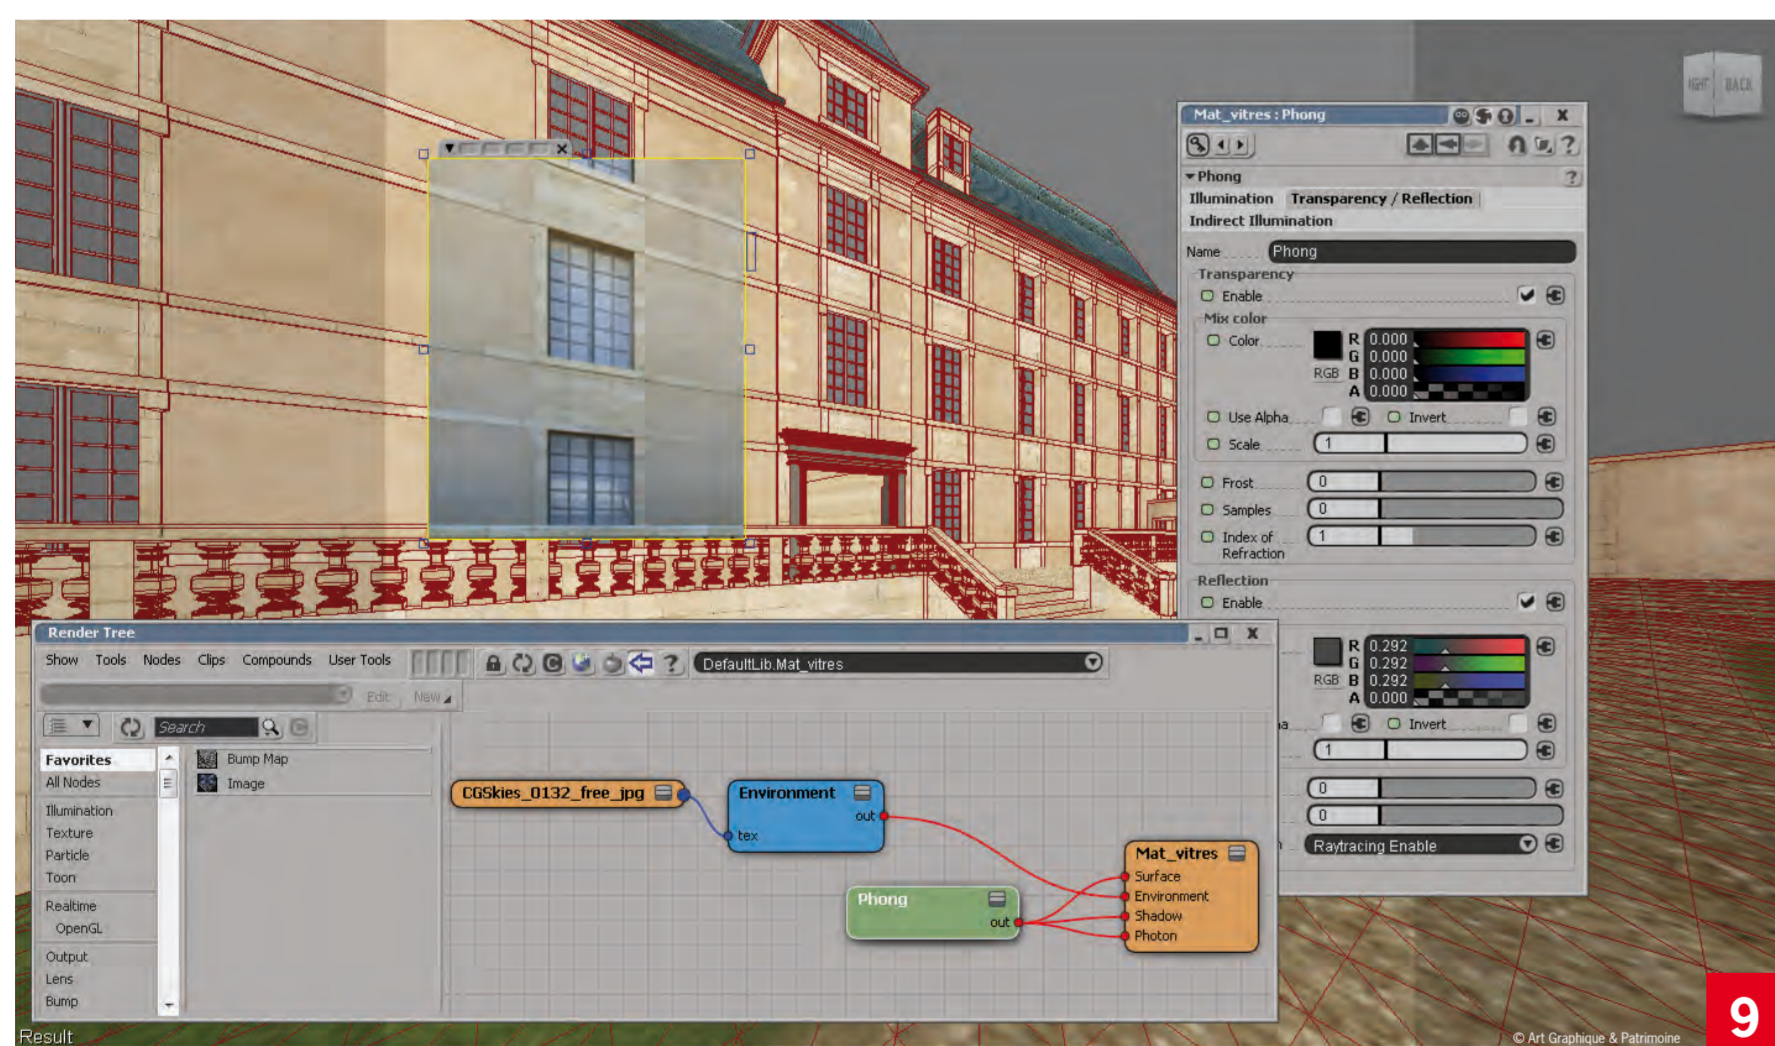 BACK
Mat_vitres : Phong
Phong
Illumination Transparency / Reflection
Indirect Illumination
Name Phong
Transparency
Enable
Mix color
Color
R 0.000
G 0.000
RGB B 0.000
A 0.000
Use Alpha Invert
Scale 1
Frost 0
Samples 0
Index of Refraction 1
Reflection
Enable
R 0.292
G 0.292
RGB B 0.292
A 0.000
Invert
1
0
0
Raytracing Enable
Render Tree
Show Tools Nodes Clips Compounds User Tools
DefaultLib.Mat_vitres
Edit New
Search
Favorites
All Nodes
Illumination
Texture
Particle
Toon
Realtime
OpenGL
Output
Lens
Bump
Bump Map
Image
CGSkies_0132_free_jpg
Environment
out
tex
Phong
out
Mat_vitres
Surface
Environment
Shadow
Photon
Result
© Art Graphique & Patrimoine
9